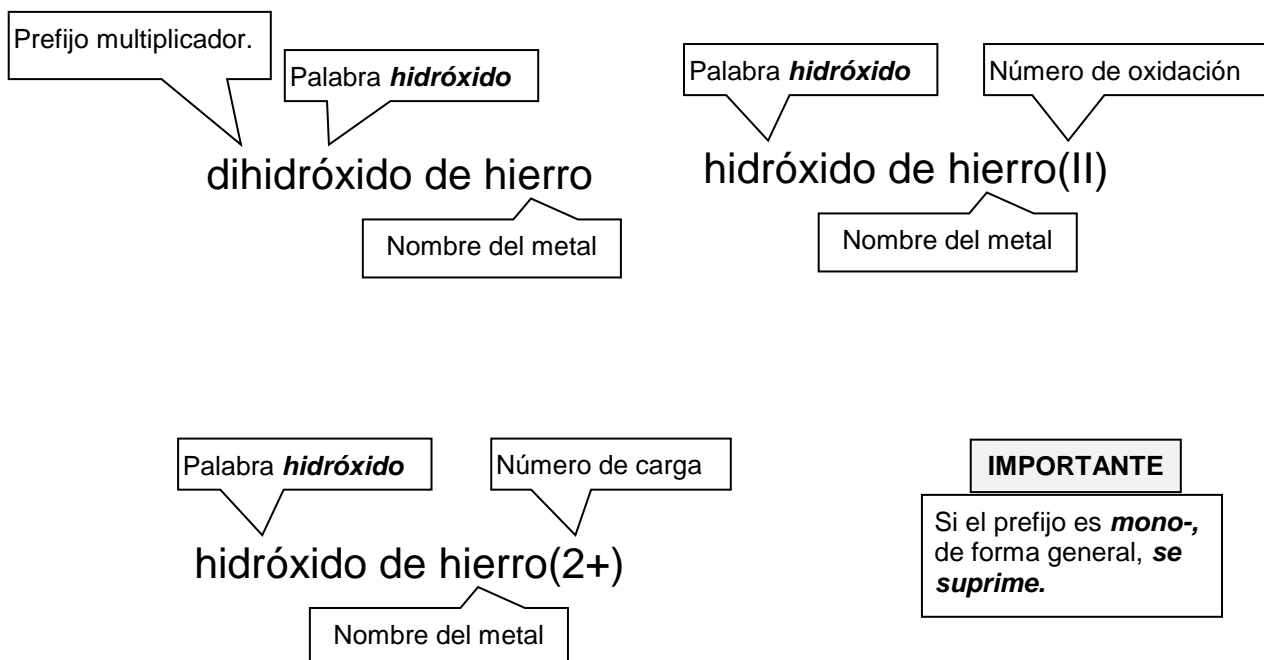 Prefijo multiplicador.
Palabra hidróxido
dihidróxido de hierro
Nombre del metal
Palabra hidróxido
Número de oxidación
hidróxido de hierro(II)
Nombre del metal
Palabra hidróxido
Número de carga
hidróxido de hierro(2+)
Nombre del metal
IMPORTANTE
Si el prefijo es mono-,
de forma general, se
suprime.